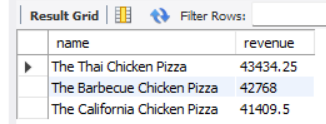 Result Grid Filter Rows:
name revenue
The Thai Chicken Pizza 43434.25
The Barbecue Chicken Pizza 42768
The California Chicken Pizza 41409.5